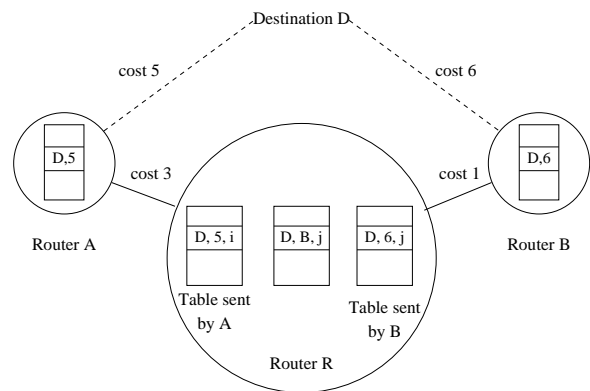 Destination D
cost 5
cost 6
D,5
D,6
cost 3
cost 1
Router A
Router B
D, 5, i
D, B, j
D, 6, j
Table sent
by A
Table sent
by B
Router R